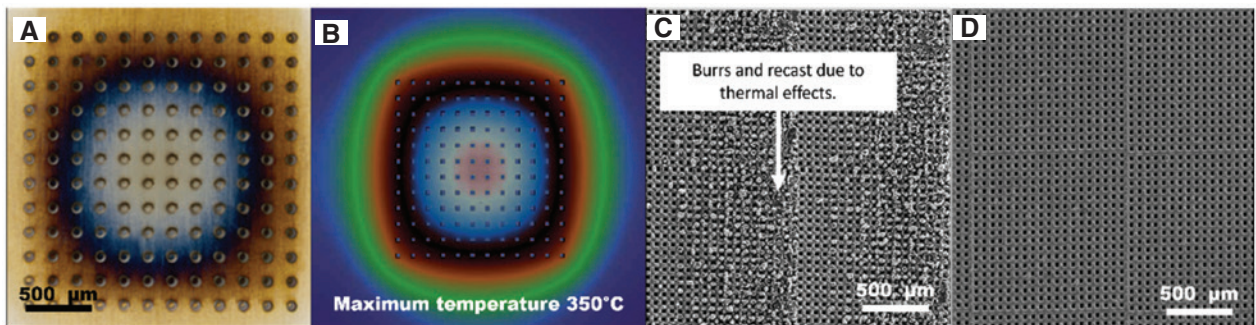 A
B
C
D
Burrs and recast due to
thermal effects.
500 µm
Maximum temperature 350°C
500 µm
500 µm